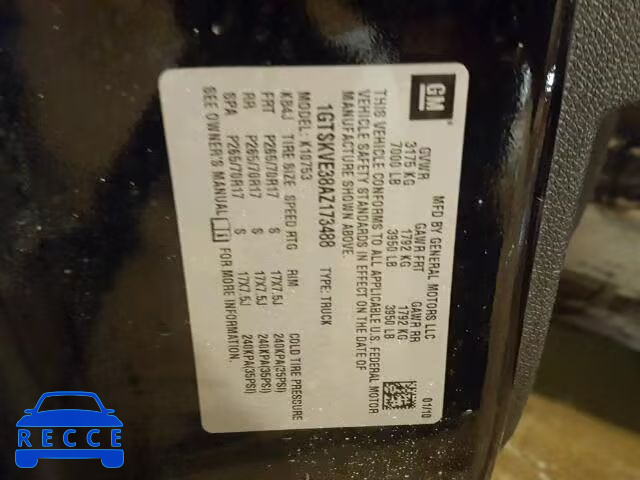 GM
MFD BY GENERAL MOTORS LLC 01/10
GVWR GAWR FRT GAWR RR
3175 KG 1792 KG 1792 KG
7000 LB 3950 LB 3950 LB
THIS VEHICLE CONFORMS TO ALL APPLICABLE U.S. FEDERAL MOTOR
VEHICLE SAFETY STANDARDS IN EFFECT ON THE DATE OF
MANUFACTURE SHOWN ABOVE.
1GTSKVE38AZ173488 TYPE: TRUCK
MODEL: K10753
KB4J TIRE SIZE SPEED RTG RIM COLD TIRE PRESSURE
FRT P265/70R17 S 17X7.5J 240KPA(35PSI)
RR P265/70R17 S 17X7.5J 240KPA(35PSI)
SPA P265/70R17 S 17X7.5J 240KPA(35PSI)
SEE OWNER'S MANUAL FOR MORE INFORMATION.
RECCE